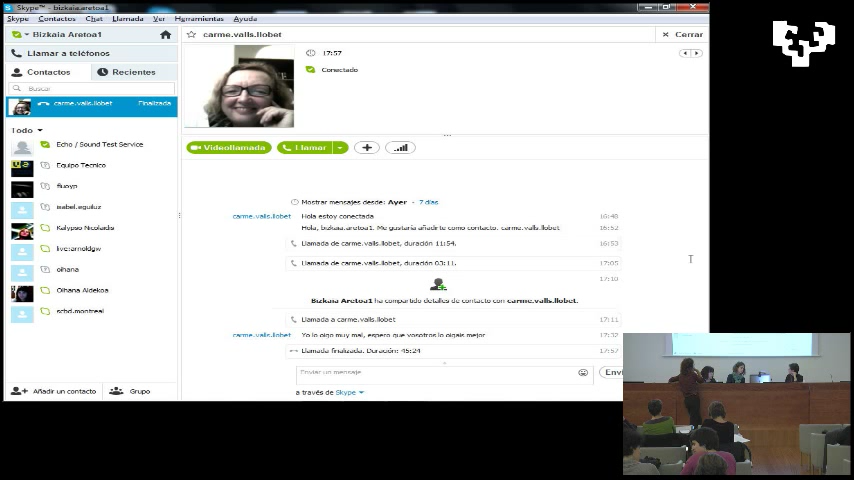 Skype™ - bizkaia.aretoa1
Skype Contactos Chat Llamada Ver Herramientas Ayuda
Bizkaia Aretoa1
Llamar a teléfonos
Contactos Recientes
Buscar
carme.valls.llobet Finalizada
Todo
Echo / Sound Test Service
Equipo Tecnico
fluoyp
isabel.eguiluz
Kalypso Nicolaidis
live:arnoldgw
oihana
Oihana Aldekoa
scbd.montreal
Añadir un contacto Grupo
carme.valls.llobet Cerrar
17:57
Conectado
Videollamada Llamar
Mostrar mensajes desde: Ayer • 7 días
carme.valls.llobet Hola estoy conectada 16:48
Hola, bizkaia.aretoa1. Me gustaría añadirte como contacto. carme.valls.llobet 16:52
Llamada de carme.valls.llobet, duración 11:54. 16:53
Llamada de carme.valls.llobet, duración 03:11. 17:05
17:10
Bizkaia Aretoa1 ha compartido detalles de contacto con carme.valls.llobet.
Llamada a carme.valls.llobet 17:11
carme.valls.llobet Yo lo oigo muy mal, espero que vosotros lo oigais mejor 17:32
Llamada finalizada. Duración: 45:24 17:57
Enviar un mensaje Envi
a través de Skype